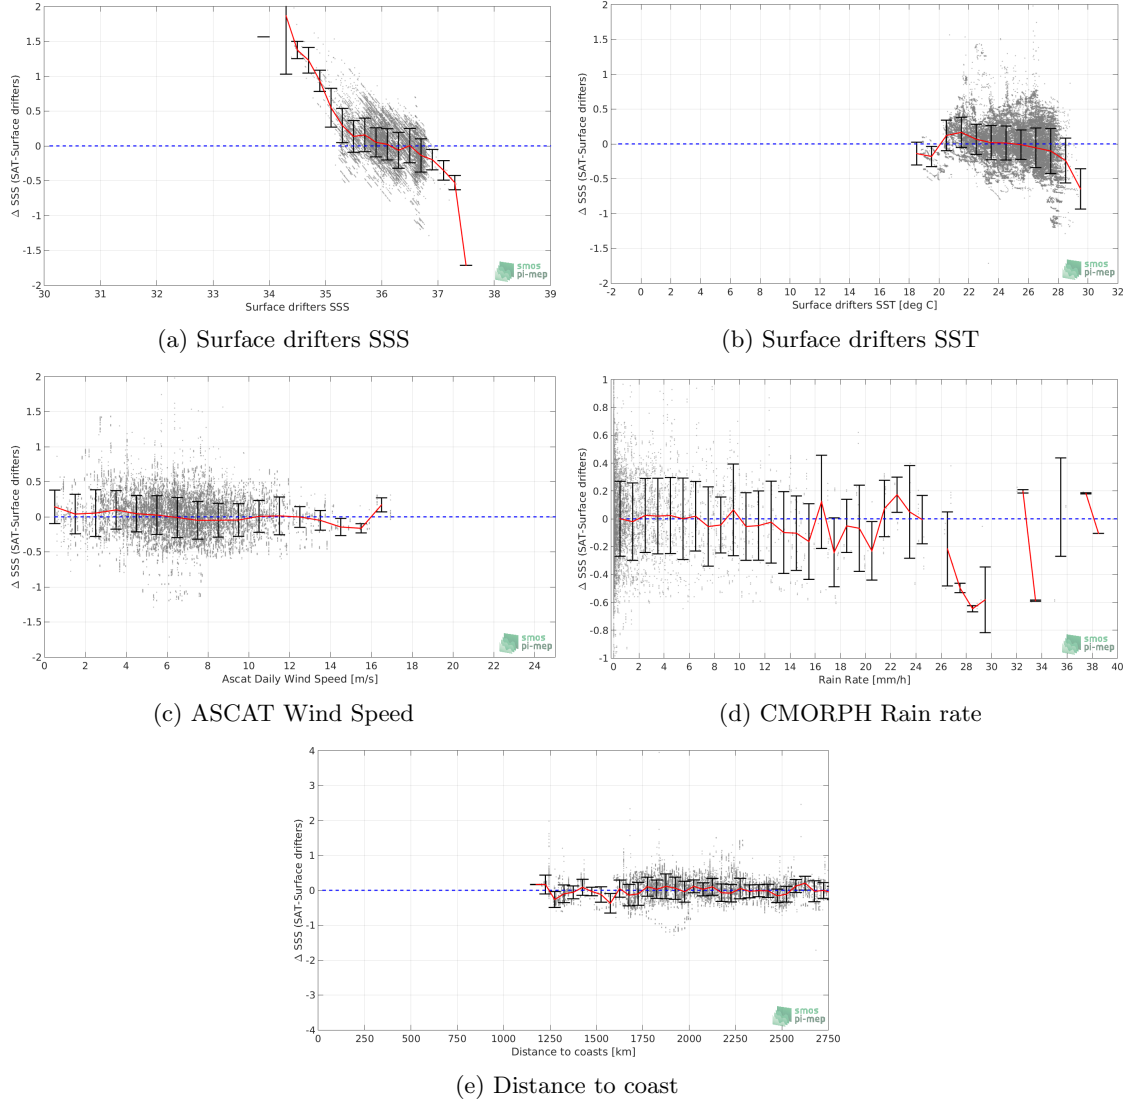 2
1.5
1
0.5
0
-0.5
-1
-1.5
-2
Δ SSS (SAT-Surface drifters)
30 31 32 33 34 35 36 37 38 39
Surface drifters SSS
smos
pi-mep
(a) Surface drifters SSS
2
1.5
1
0.5
0
-0.5
-1
-1.5
-2
Δ SSS (SAT-Surface drifters)
-2 0 2 4 6 8 10 12 14 16 18 20 22 24 26 28 30 32
Surface drifters SST [deg C]
smos
pi-mep
(b) Surface drifters SST
2
1.5
1
0.5
0
-0.5
-1
-1.5
-2
Δ SSS (SAT-Surface drifters)
0 2 4 6 8 10 12 14 16 18 20 22 24
Ascat Daily Wind Speed [m/s]
smos
pi-mep
(c) ASCAT Wind Speed
1
0.8
0.6
0.4
0.2
0
-0.2
-0.4
-0.6
-0.8
-1
Δ SSS (SAT-Surface drifters)
0 2 4 6 8 10 12 14 16 18 20 22 24 26 28 30 32 34 36 38 40
Rain Rate [mm/h]
smos
pi-mep
(d) CMORPH Rain rate
4
3
2
1
0
-1
-2
-3
-4
Δ SSS (SAT-Surface drifters)
0 250 500 750 1000 1250 1500 1750 2000 2250 2500 2750
Distance to coasts [km]
smos
pi-mep
(e) Distance to coast